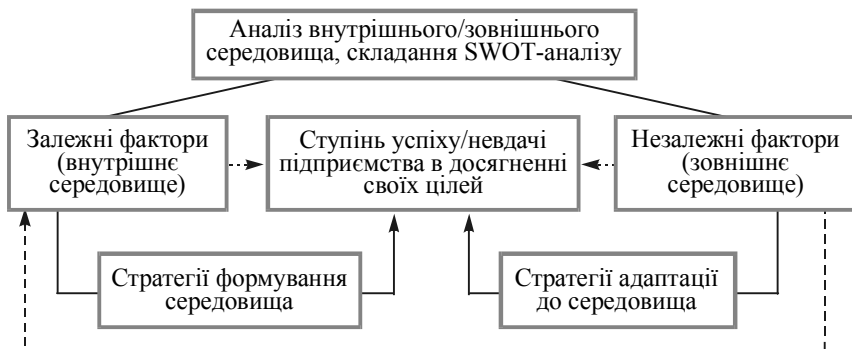 Аналіз внутрішнього/зовнішнього
середовища, складання SWOT-аналізу
Залежні фактори
(внутрішнє
середовище)
Ступінь успіху/невдачі
підприємства в досягненні
своїх цілей
Незалежні фактори
(зовнішнє
середовище)
Стратегії формування
середовища
Стратегії адаптації
до середовища